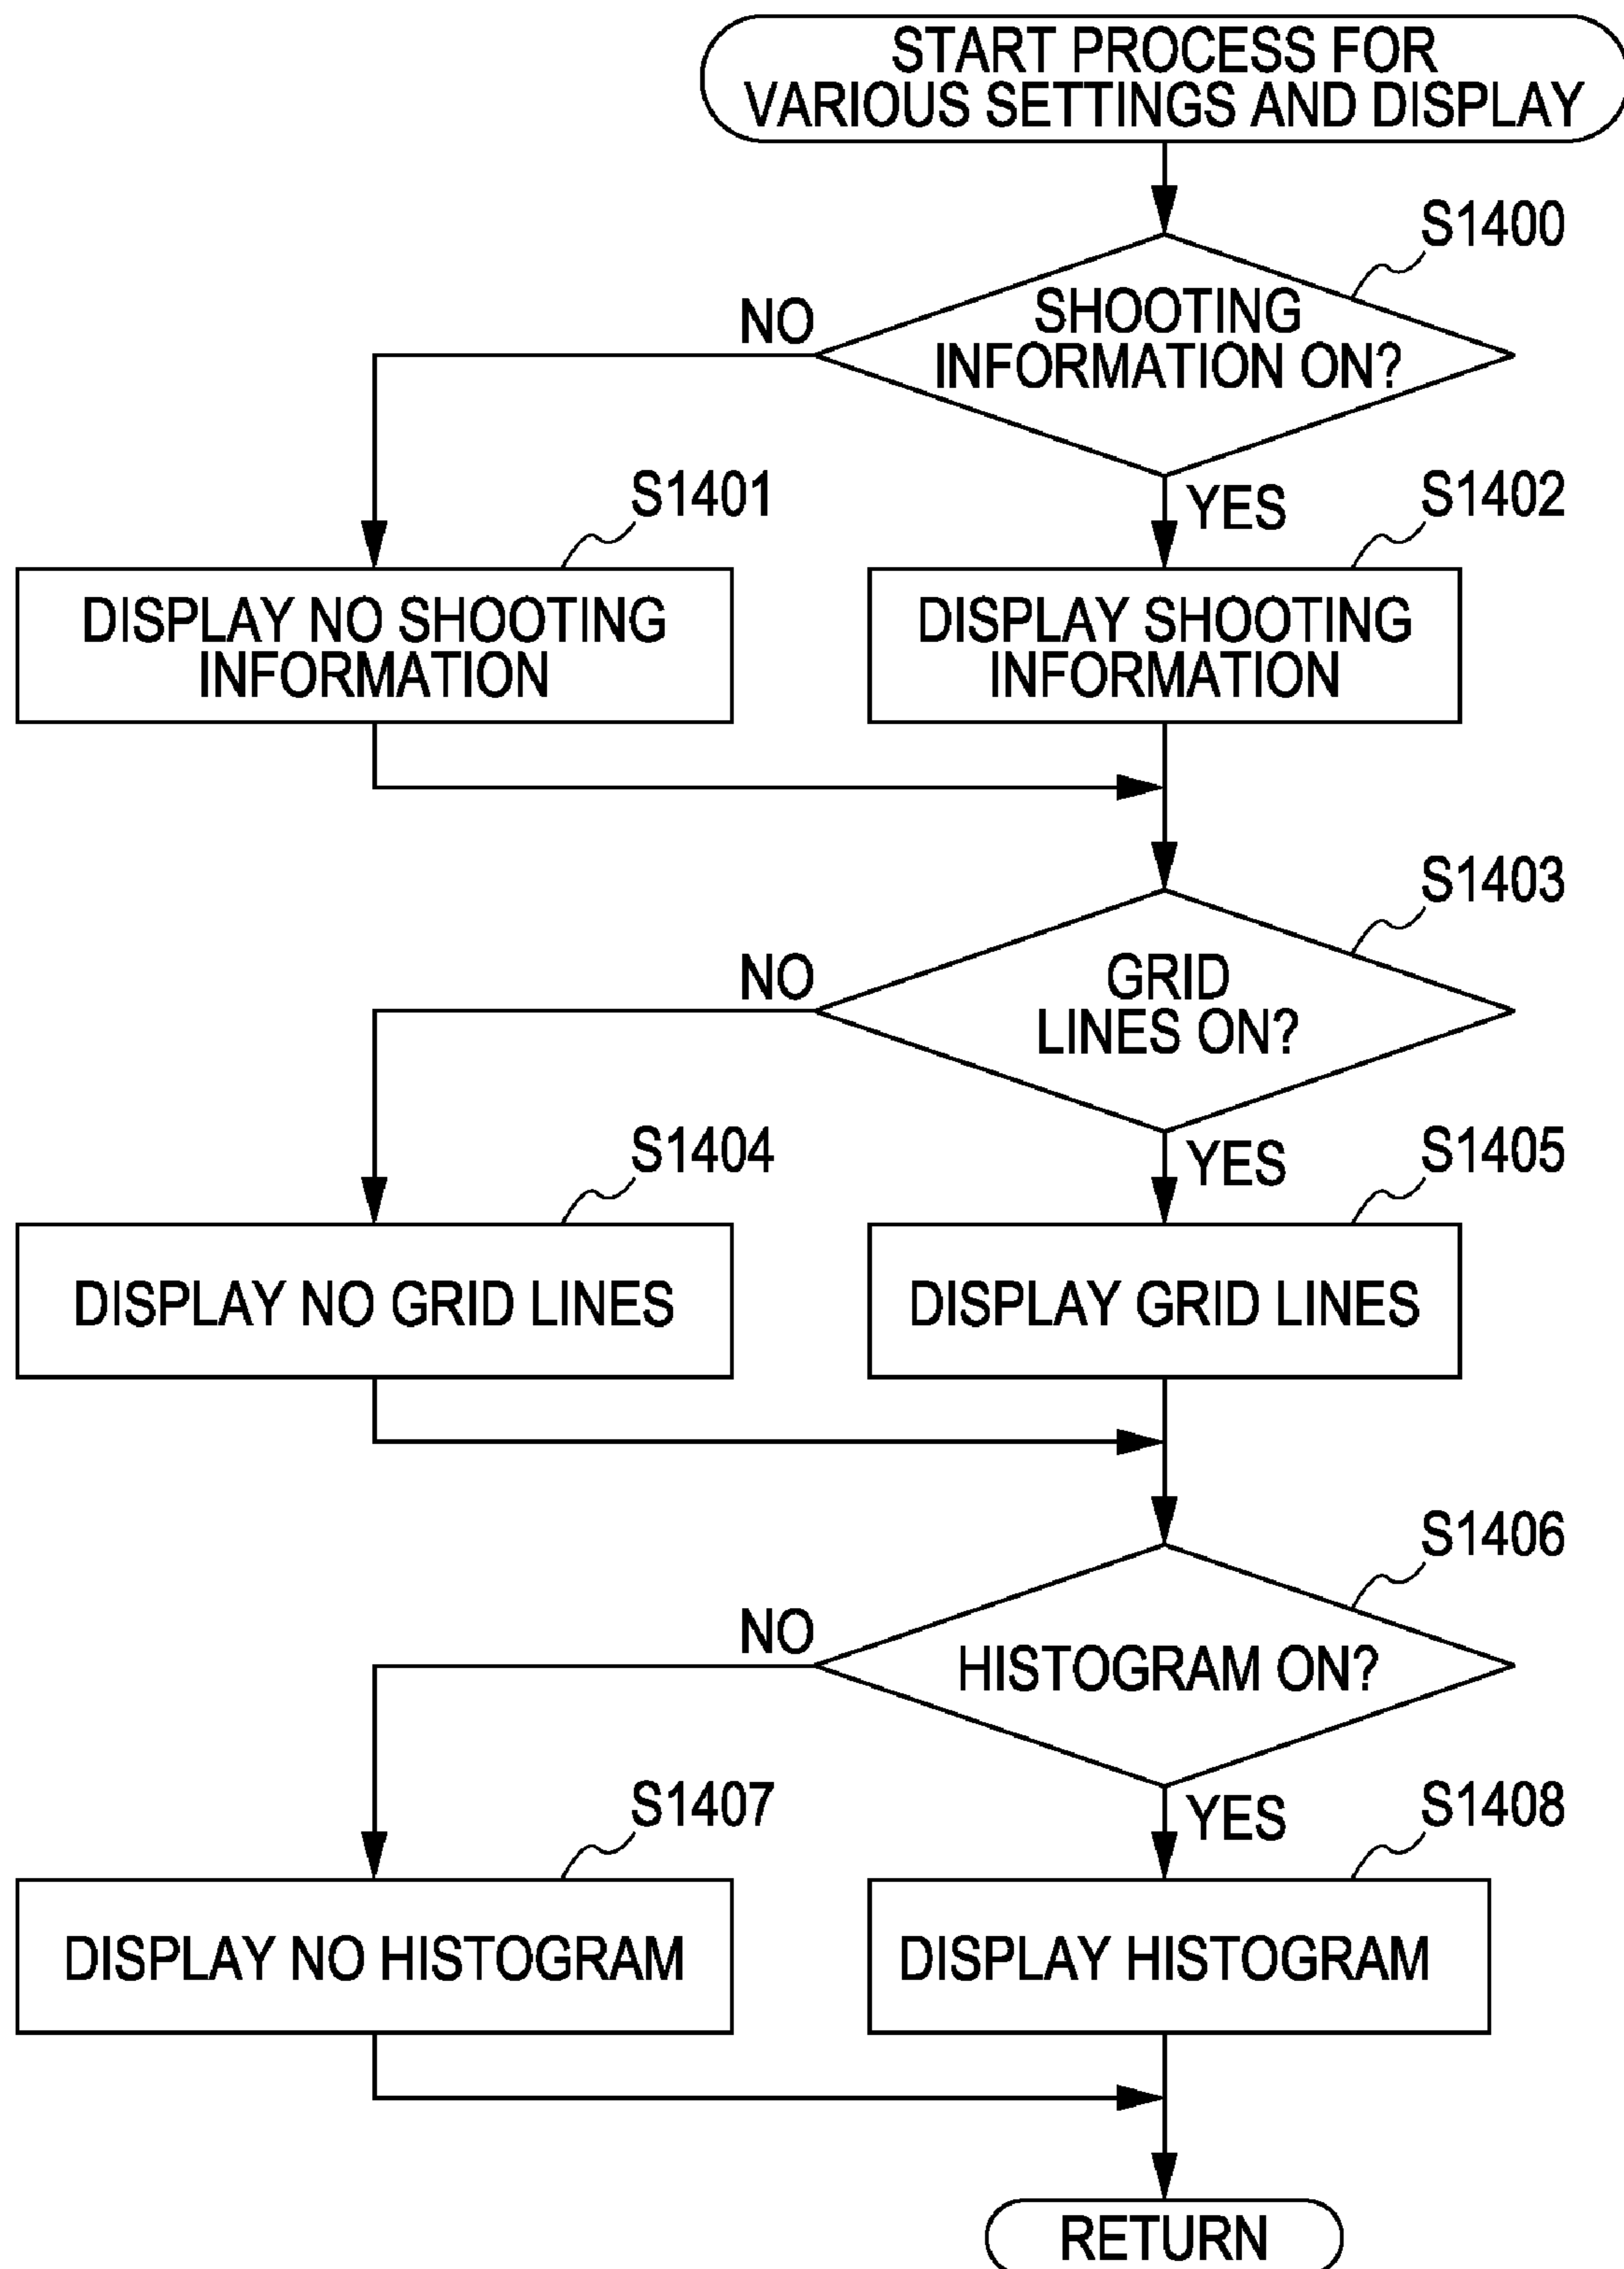 START PROCESS FOR
VARIOUS SETTINGS AND DISPLAY
S1400
NO
SHOOTING
INFORMATION ON?
S1401
YES
S1402
DISPLAY NO SHOOTING
INFORMATION
DISPLAY SHOOTING
INFORMATION
S1403
NO
GRID
LINES ON?
S1404
YES
S1405
DISPLAY NO GRID LINES
DISPLAY GRID LINES
S1406
NO
HISTOGRAM ON?
S1407
YES
S1408
DISPLAY NO HISTOGRAM
DISPLAY HISTOGRAM
RETURN